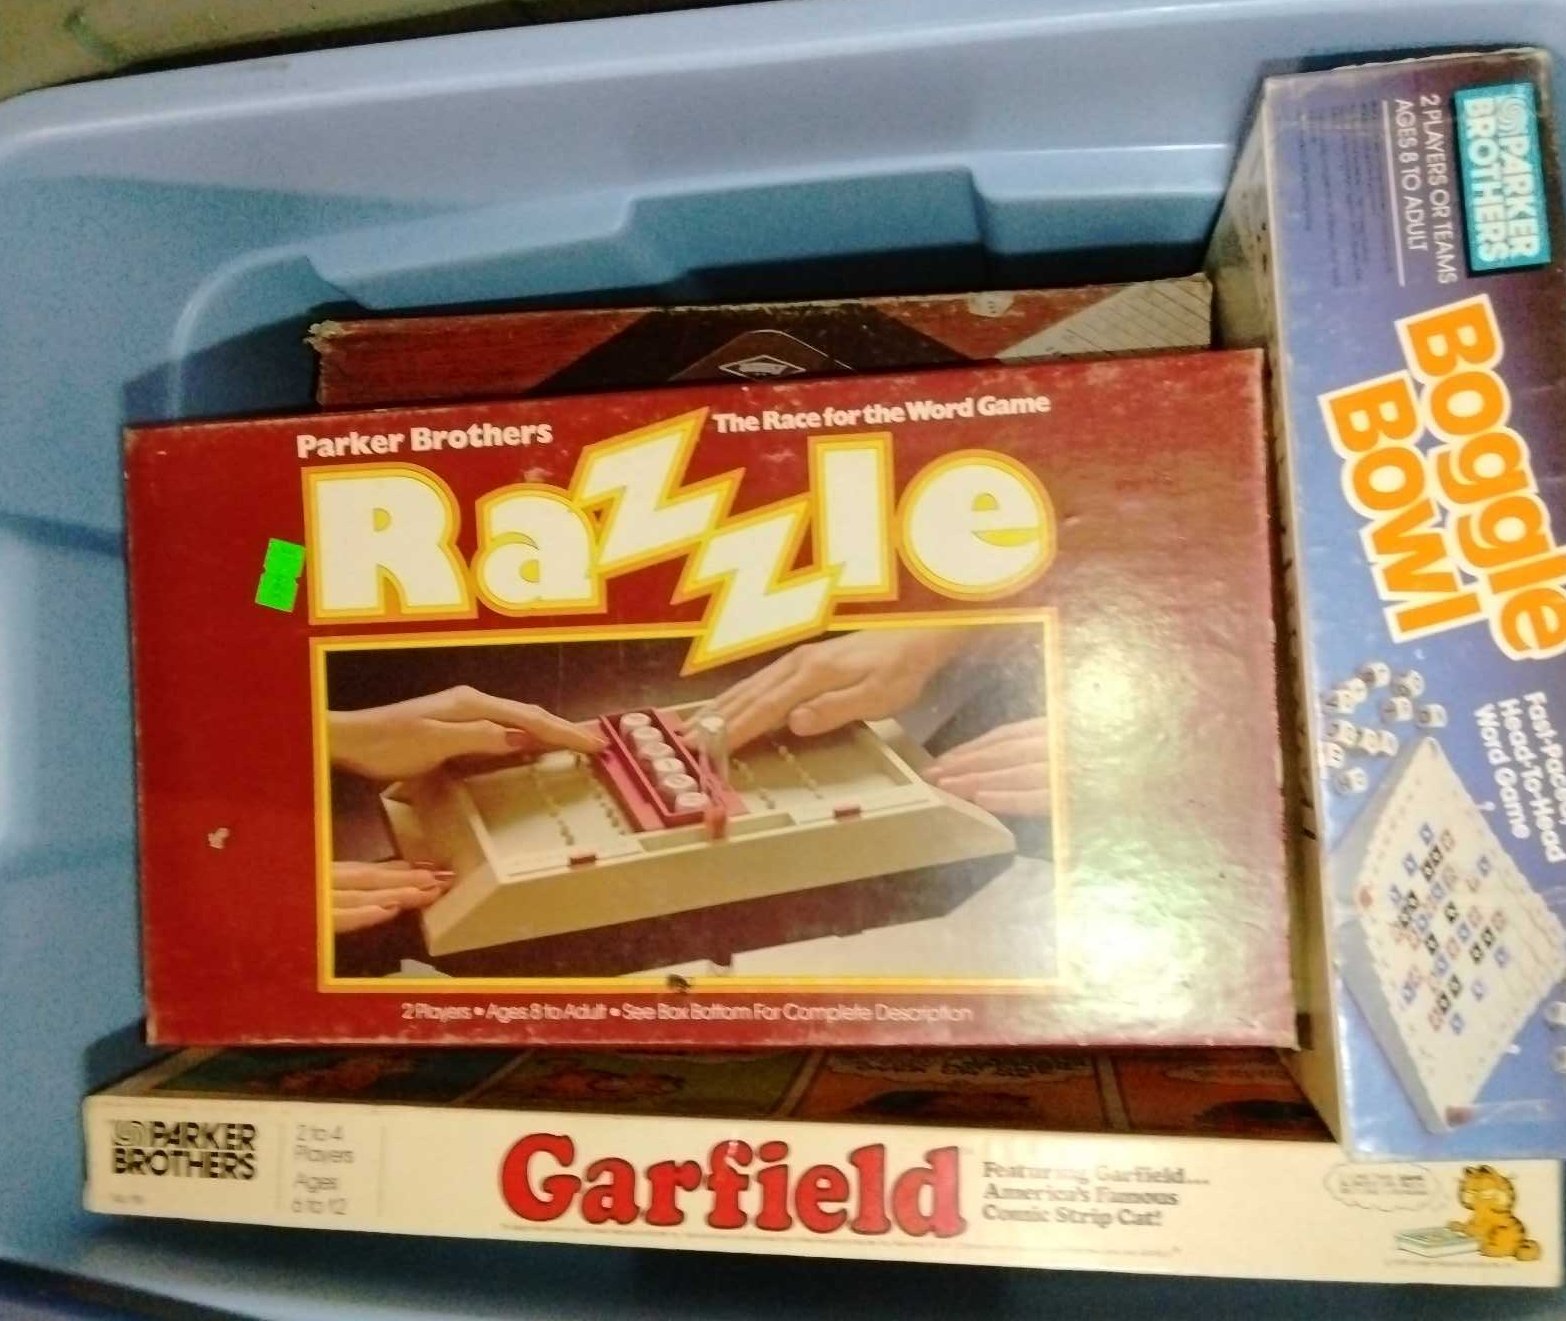 Parker Brothers
The Race for the Word Game
Razzle
2 Players • Ages 8 to Adult • See Box Bottom For Complete Description
PARKER
BROTHERS
2 to 4
Players
Ages
6 to 12
Garfield
Featuring Garfield...
America's Famous
Comic Strip Cat!
PARKER
BROTHERS
2 PLAYERS OR TEAMS
AGES 8 TO ADULT
Boggle
Bowl
Head-To-Head
Word Game